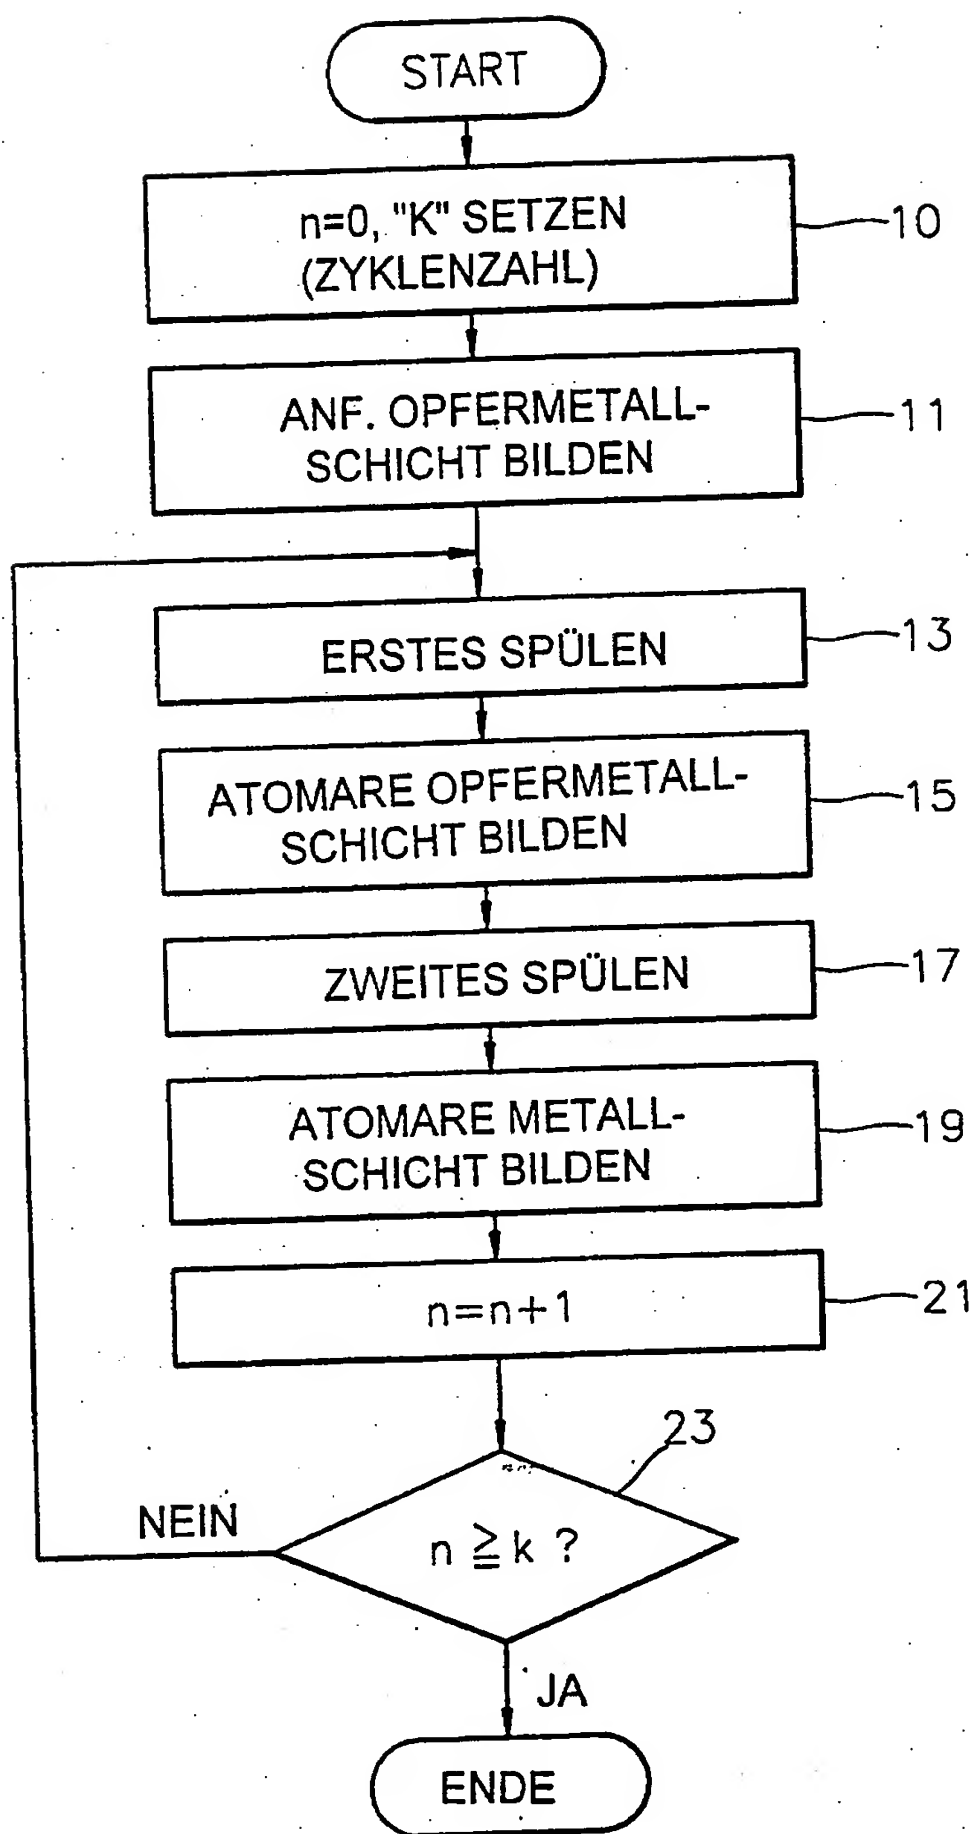 START
n=0, "K" SETZEN
(ZYKLENZAHL)
10
ANF. OPFERMETALL-
SCHICHT BILDEN
11
ERSTES SPÜLEN
13
ATOMARE OPFERMETALL-
SCHICHT BILDEN
15
ZWEITES SPÜLEN
17
ATOMARE METALL-
SCHICHT BILDEN
19
n=n+1
21
23
NEIN
n ≧ k ?
JA
ENDE